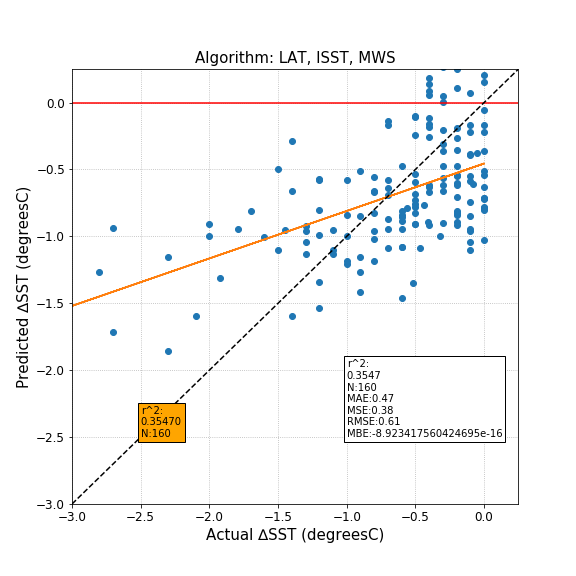 Algorithm: LAT, ISST, MWS
Predicted ΔSST (degreesC)
0.0
−0.5
−1.0
−1.5
−2.0
−2.5
−3.0
r^2:
0.35470
N:160
r^2:
0.3547
N:160
MAE:0.47
MSE:0.38
RMSE:0.61
MBE:-8.923417560424695e-16
−3.0 −2.5 −2.0 −1.5 −1.0 −0.5 0.0
Actual ΔSST (degreesC)